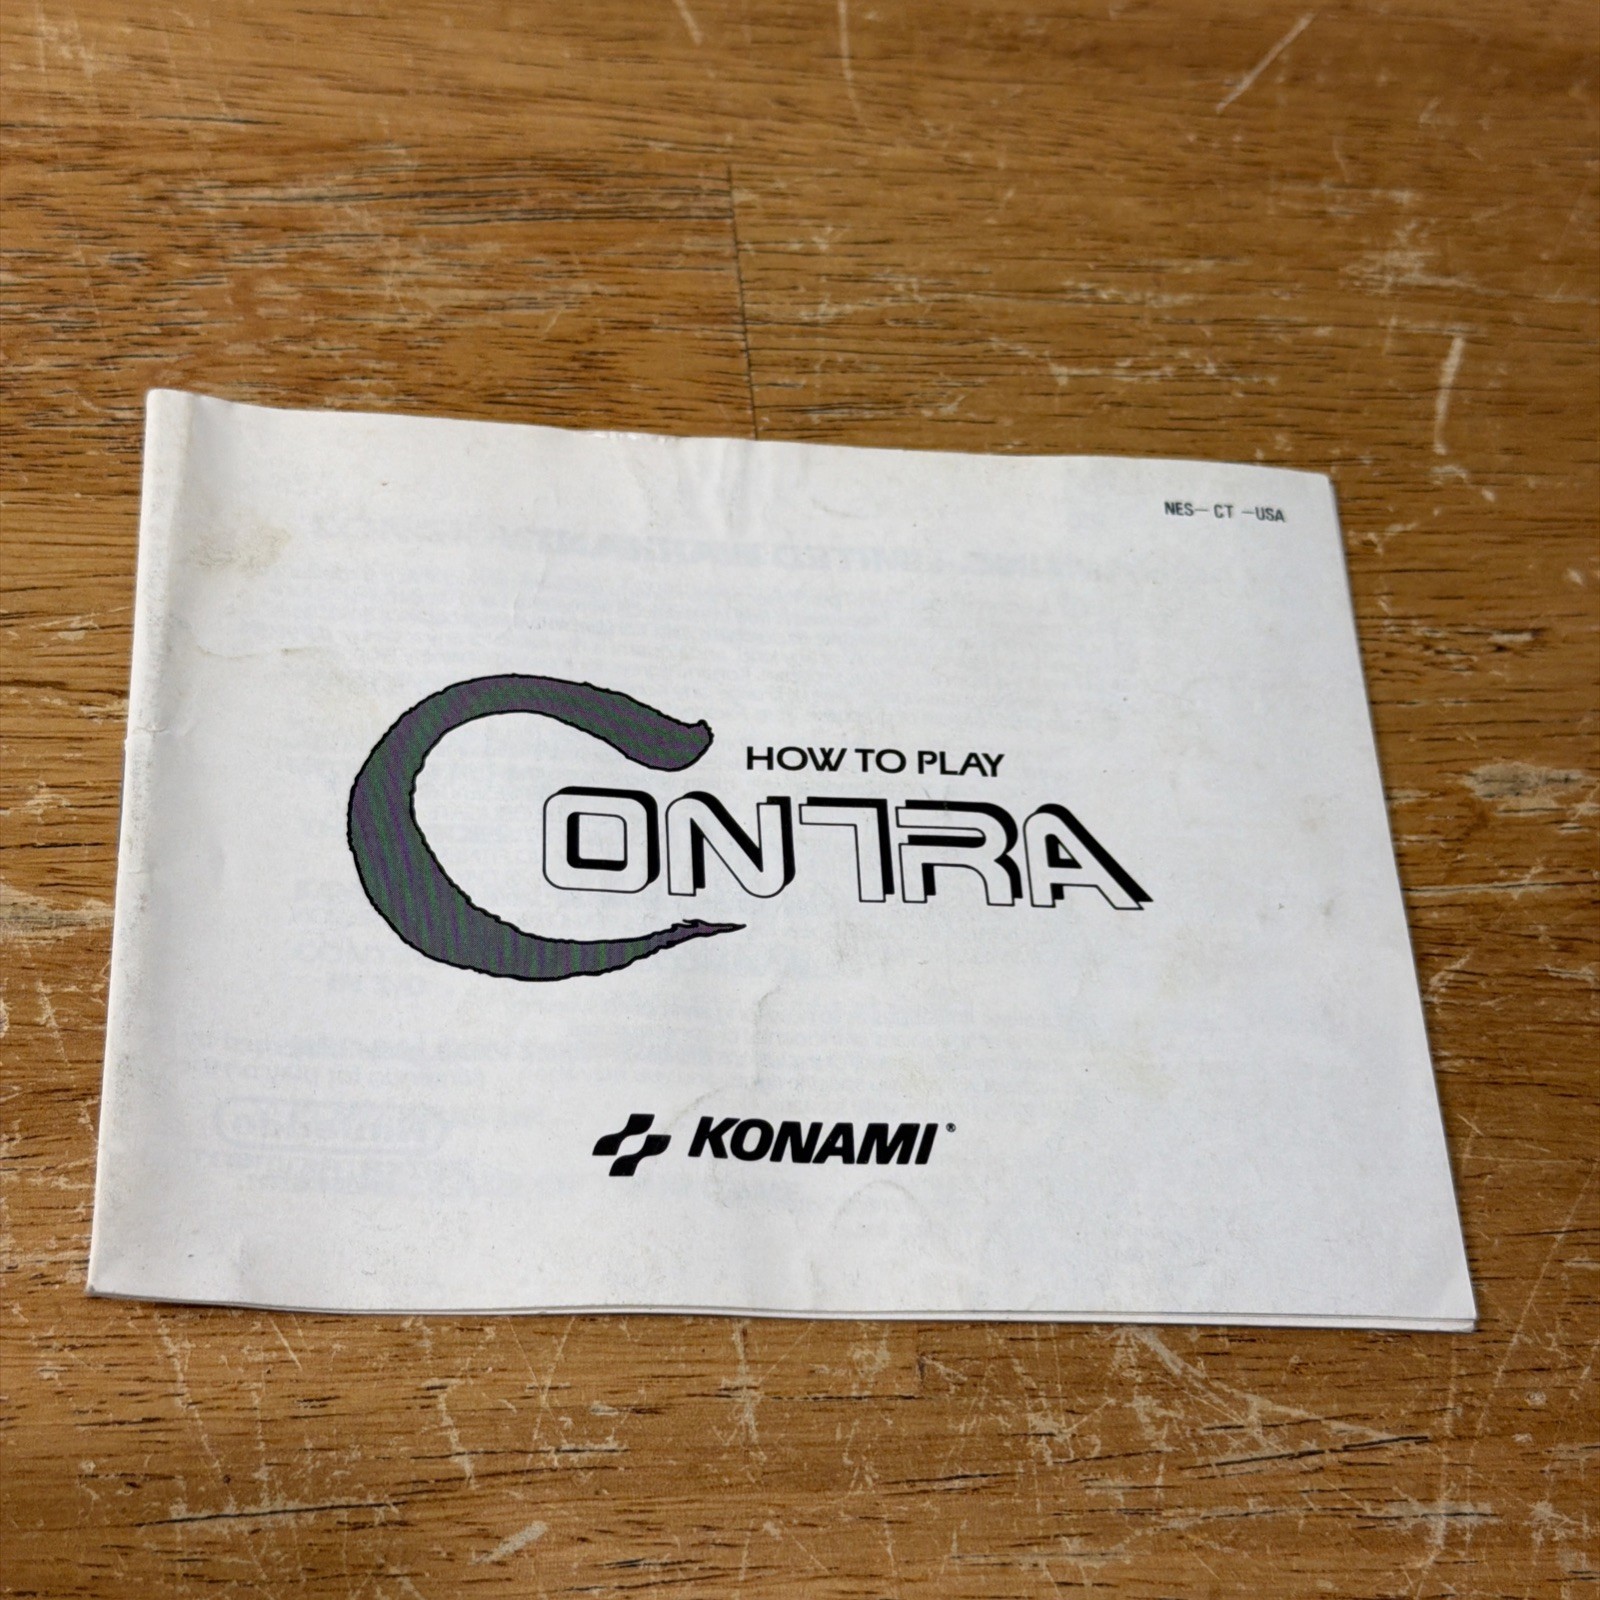 NES-CT-USA
HOW TO PLAY
CONTRA
KONAMI®